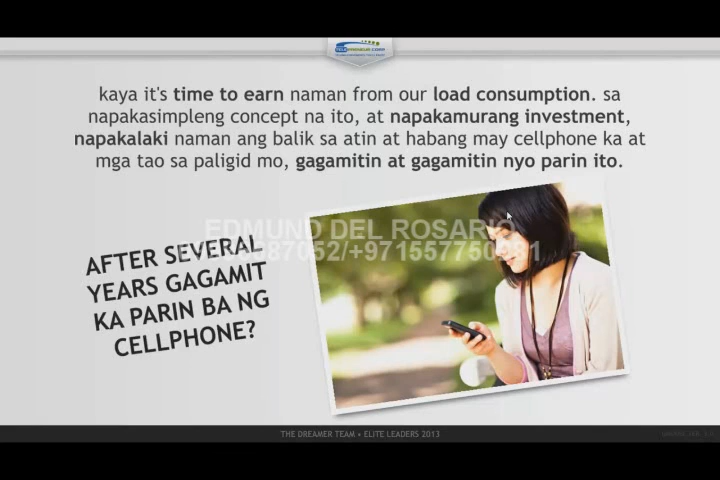 TELEPRENEUR CORP
kaya it's time to earn naman from our load consumption. sa
napakasimpleng concept na ito, at napakamurang investment,
napakalaki naman ang balik sa atin at habang may cellphone ka at
mga tao sa paligid mo, gagamitin at gagamitin nyo parin ito.
EDMUND DEL ROSARIO
AFTER SEVERAL
YEARS GAGAMIT
KA PARIN BA NG
CELLPHONE?
THE DREAMER TEAM • ELITE LEADERS 2013